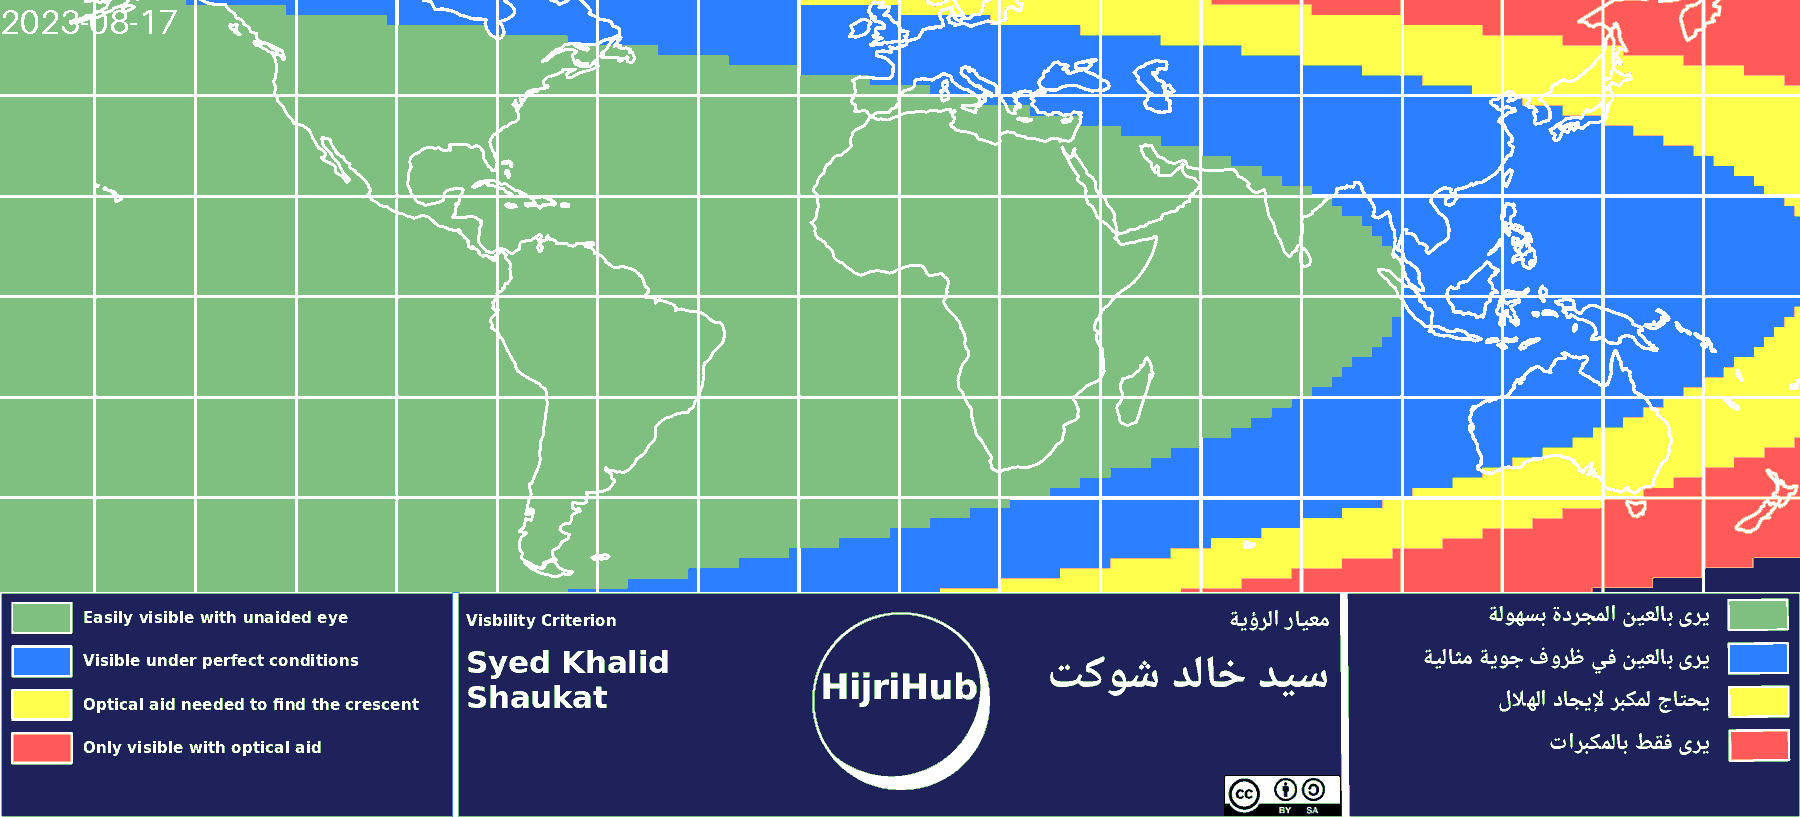 2023-08-17
Easily visible with unaided eye
Visible under perfect conditions
Optical aid needed to find the crescent
Only visible with optical aid
Visbility Criterion
Syed Khalid
Shaukat
HijriHub
معيار الرؤية
سيد خالد شوكت
cc
BY SA
يرى بالعين المجردة بسهولة
يرى بالعين في ظروف جوية مثالية
يحتاج لمكبر لإيجاد الهلال
يرى فقط بالمكبرات